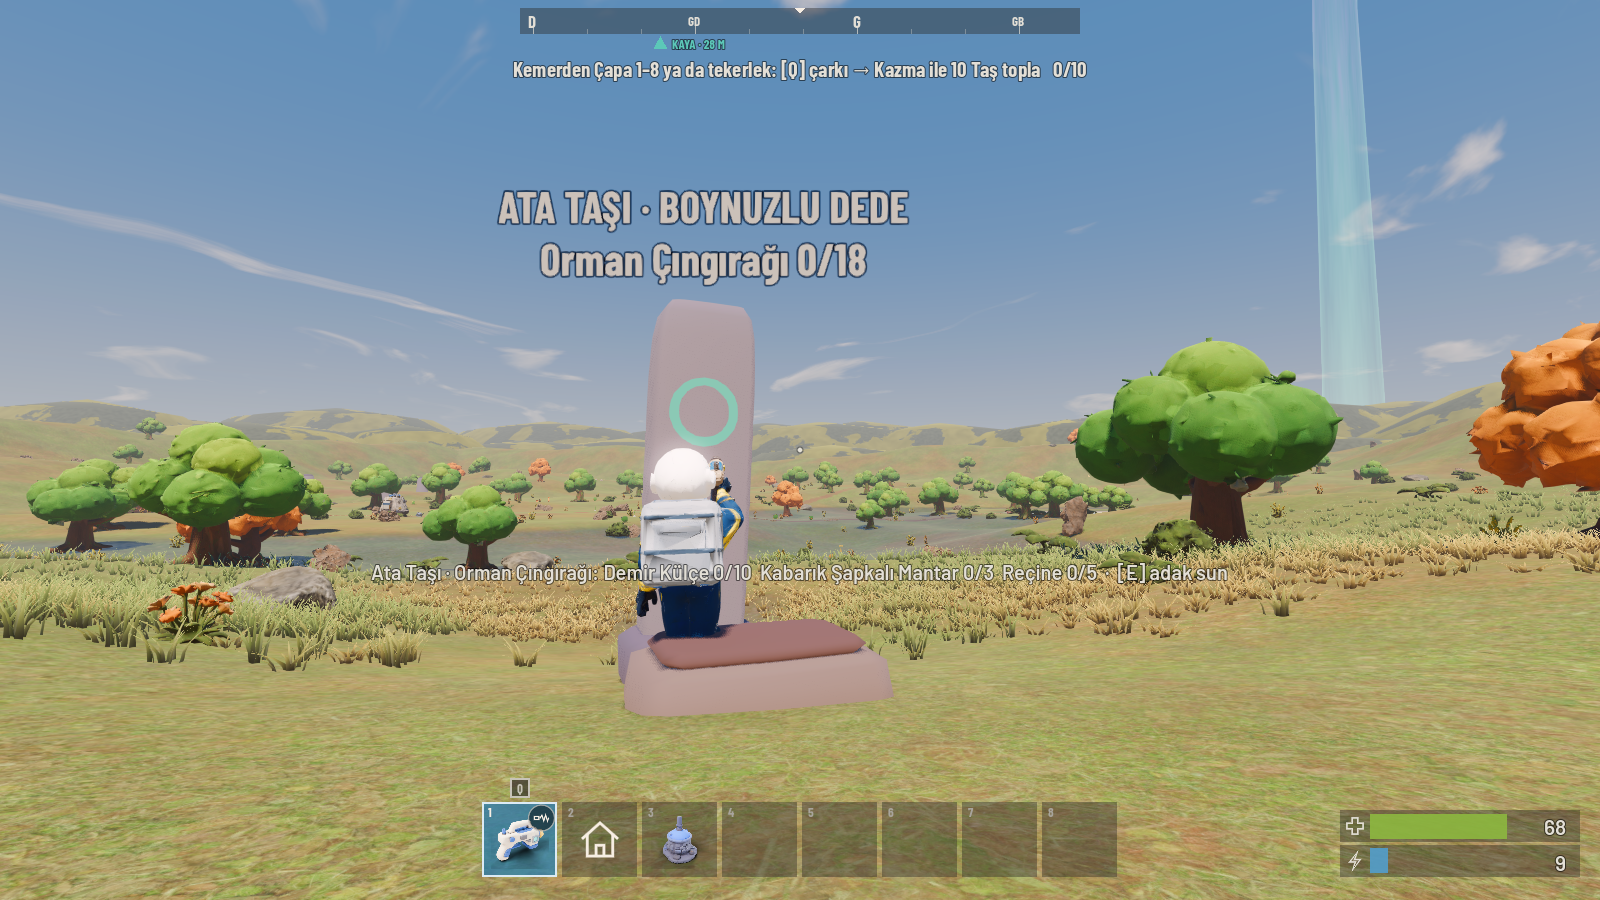 D GD G GB
KAYA · 28 M
Kemerden Çapa 1-8 ya da tekerlek: [Q] çarkı → Kazma ile 10 Taş topla 0/10
ATA TAŞI · BOYNUZLU DEDE
Orman Çıngırağı 0/18
Ata Taşı · Orman Çıngırağı: Demir Külçe 0/10 Kabarık Şapkalı Mantar 0/3 Reçine 0/5 · [E] adak sun
Q
1 2 3 4 5 6 7 8
68
9